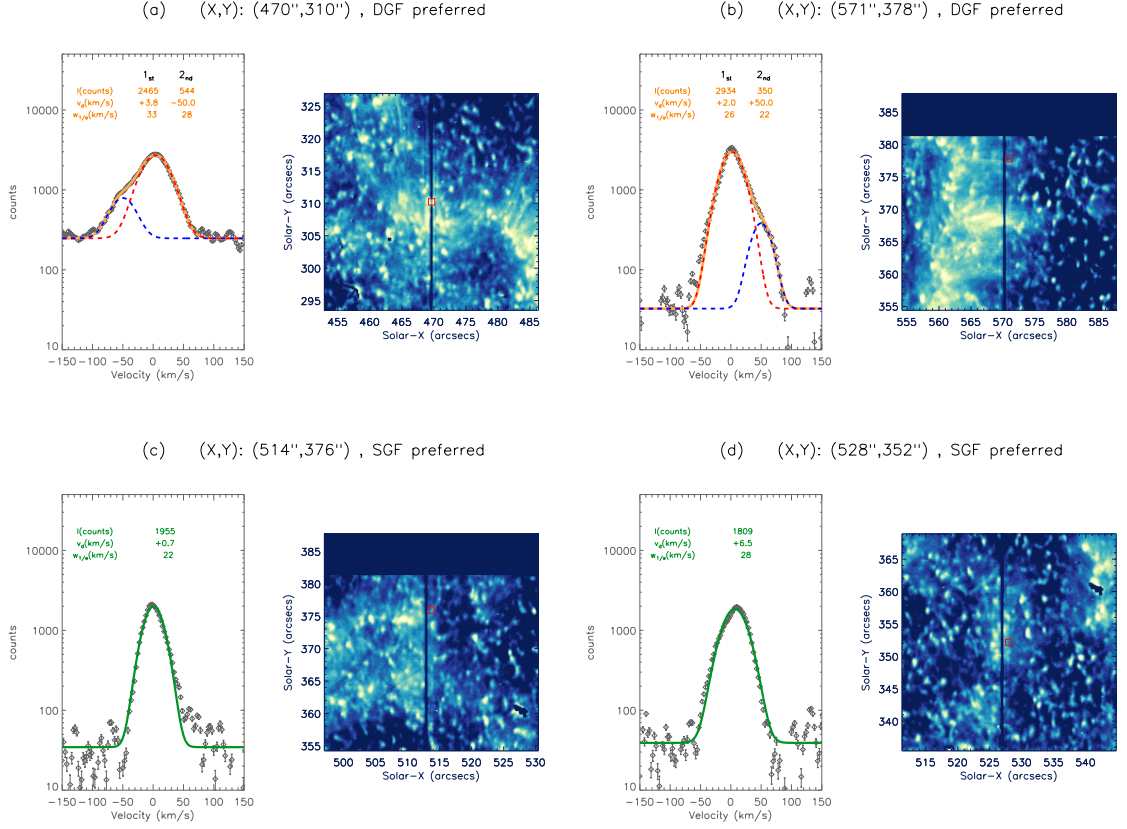 (a) (X,Y): (470",310") , DGF preferred
1st 2nd
I(counts) 2465 544
vd(km/s) +3.8 −50.0
w1/e(km/s) 33 28
counts
10000
1000
100
10
−150 −100 −50 0 50 100 150
Velocity (km/s)
Solar-Y (arcsecs)
325
320
315
310
305
300
295
455 460 465 470 475 480 485
Solar-X (arcsecs)
(b) (X,Y): (571",378") , DGF preferred
1st 2nd
I(counts) 2934 350
vd(km/s) +2.0 +50.0
w1/e(km/s) 26 22
counts
10000
1000
100
10
−150 −100 −50 0 50 100 150
Velocity (km/s)
Solar-Y (arcsecs)
385
380
375
370
365
360
355
555 560 565 570 575 580 585
Solar-X (arcsecs)
(c) (X,Y): (514",376") , SGF preferred
I(counts) 1955
vd(km/s) +0.7
w1/e(km/s) 22
counts
10000
1000
100
10
−150 −100 −50 0 50 100 150
Velocity (km/s)
Solar-Y (arcsecs)
385
380
375
370
365
360
355
500 505 510 515 520 525 530
Solar-X (arcsecs)
(d) (X,Y): (528",352") , SGF preferred
I(counts) 1809
vd(km/s) +6.5
w1/e(km/s) 28
counts
10000
1000
100
10
−150 −100 −50 0 50 100 150
Velocity (km/s)
Solar-Y (arcsecs)
365
360
355
350
345
340
515 520 525 530 535 540
Solar-X (arcsecs)